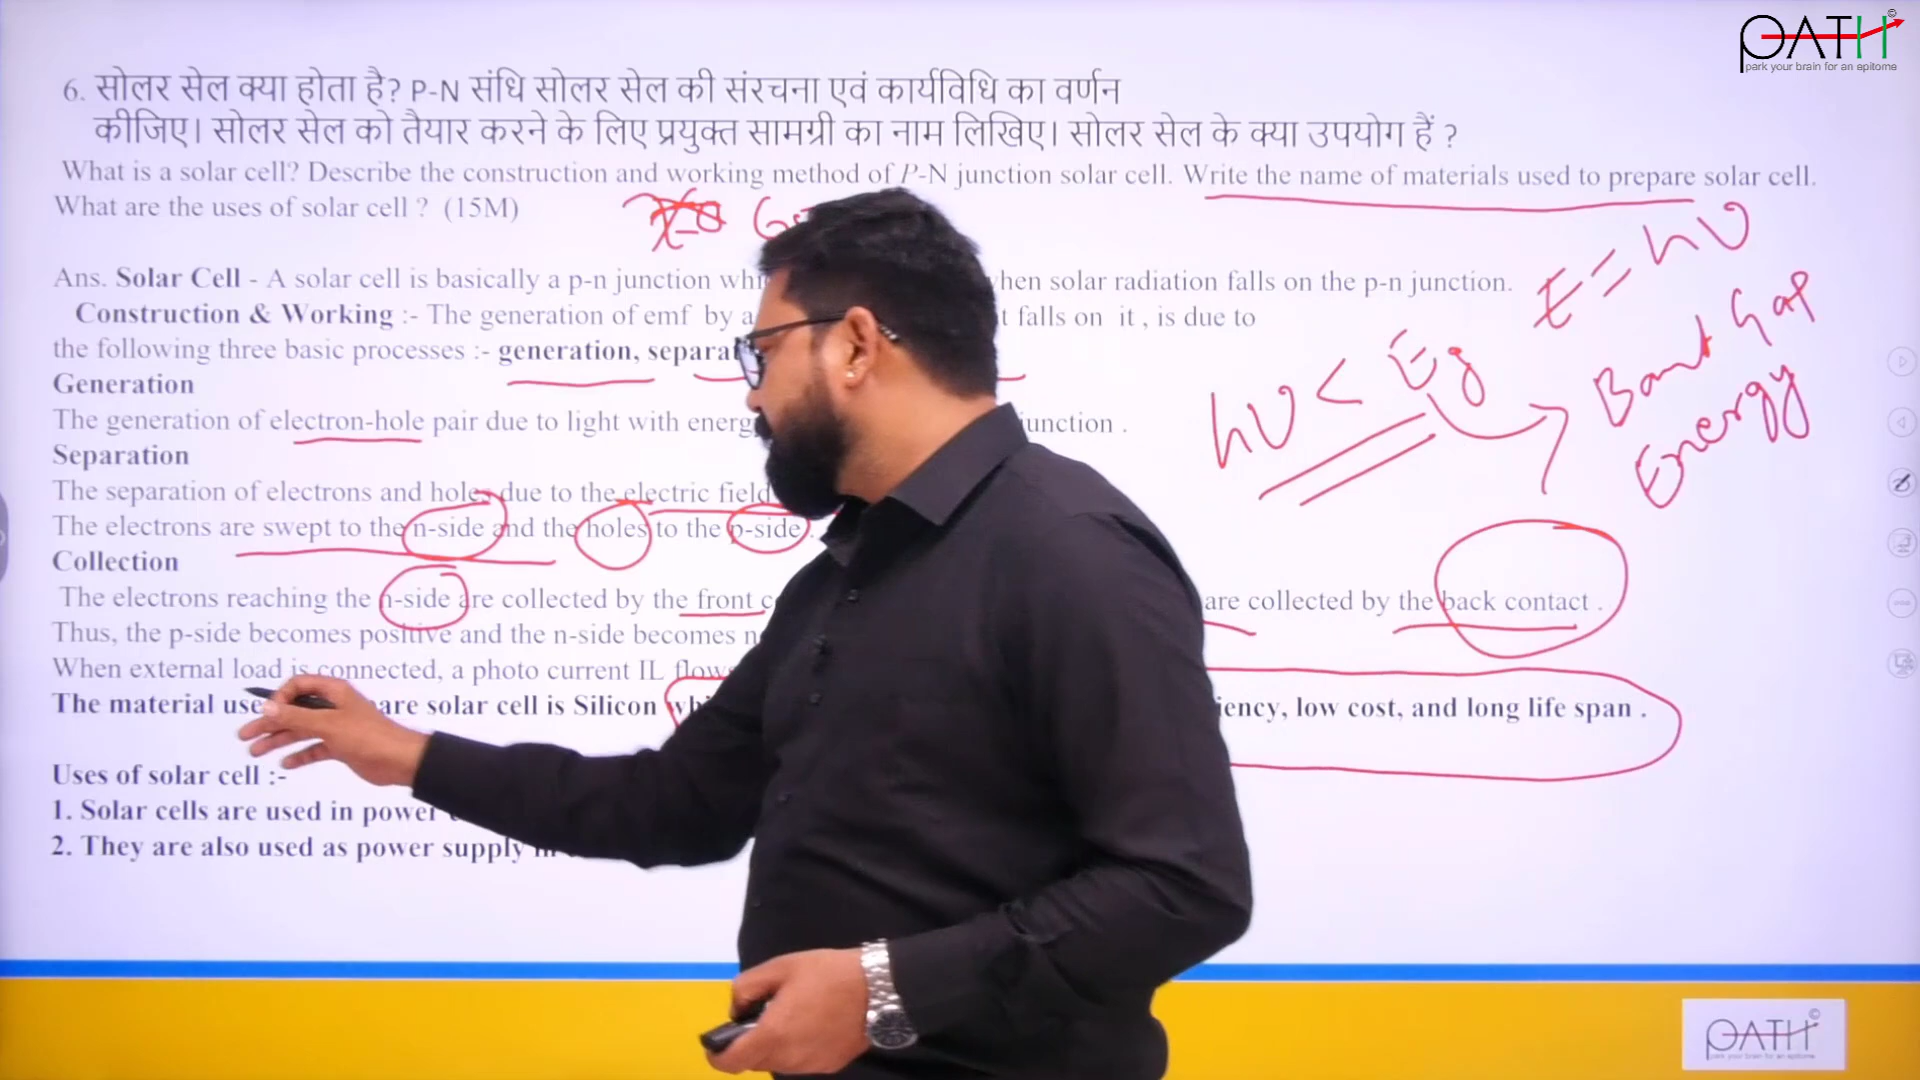 PATH
©
park your brain for an epitome
6. सोलर सेल क्या होता है? P-N संधि सोलर सेल की संरचना एवं कार्यविधि का वर्णन
कीजिए। सोलर सेल को तैयार करने के लिए प्रयुक्त सामग्री का नाम लिखिए। सोलर सेल के क्या उपयोग हैं ?
What is a solar cell? Describe the construction and working method of P-N junction solar cell. Write the name of materials used to prepare solar cell.
What are the uses of solar cell ? (15M)
Ans. Solar Cell - A solar cell is basically a p-n junction when solar radiation falls on the p-n junction.
Construction & Working :- The generation of emf by a falls on it , is due to
the following three basic processes :- generation,
Generation
The generation of electron-hole pair due to light with junction .
Separation
The separation of electrons and holes due to the electric field
The electrons are swept to the n-side and the holes to the p-side .
Collection
The electrons reaching the n-side are collected by the front are collected by the back contact .
Thus, the p-side becomes positive and the n-side becomes
When external load is connected, a photo current IL flows
The material are solar cell is Silicon low cost, and long life span .
Uses of solar cell :-
1. Solar cells are used in power
2. They are also used as power supply
E = hυ
hυ < Eg
Band Gap
Energy
PATH
©
park your brain for an epitome